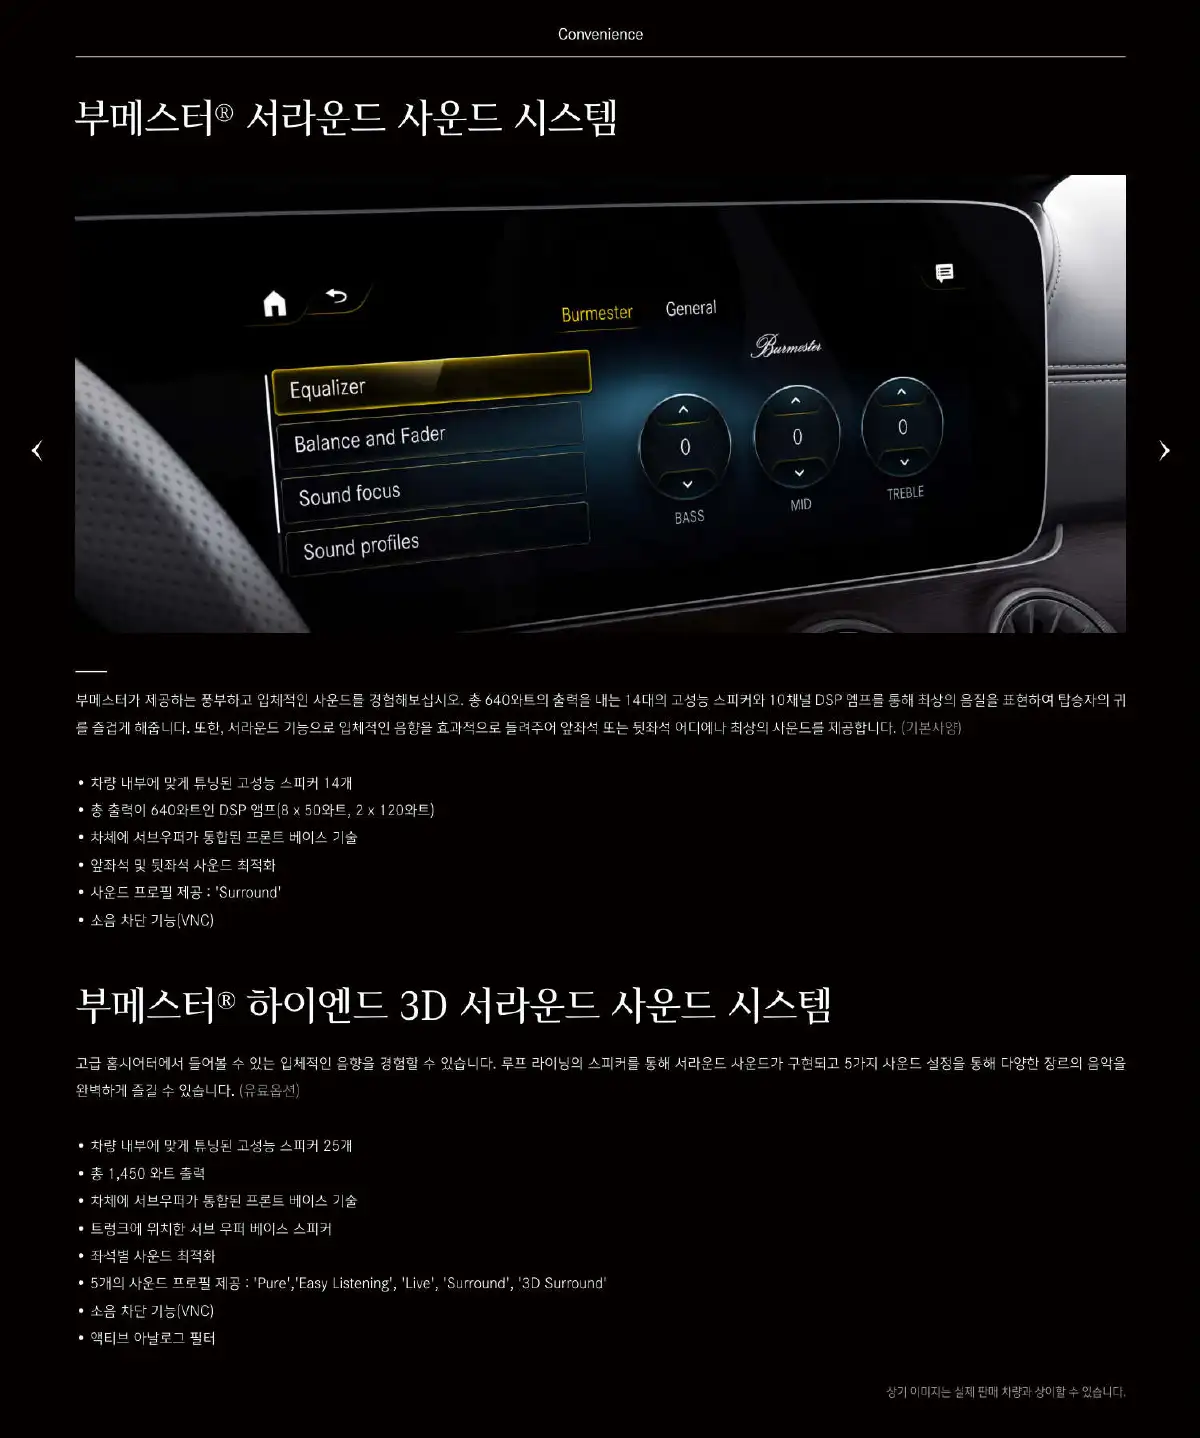 Convenience
부메스터® 서라운드 사운드 시스템
Burmester
General
Burmester
Equalizer
Balance and Fader
Sound focus
Sound profiles
0
0
0
BASS
MID
TREBLE
부메스터가 제공하는 풍부하고 입체적인 사운드를 경험해보십시오. 총 640와트의 출력을 내는 14대의 고성능 스피커와 10채널 DSP 엠프를 통해 최상의 음질을 표현하여 탑승자의 귀
를 즐겁게 해줍니다. 또한, 서라운드 기능으로 입체적인 음향을 효과적으로 들려주어 앞좌석 또는 뒷좌석 어디에나 최상의 사운드를 제공합니다. (기본사양)
• 차량 내부에 맞게 튜닝된 고성능 스피커 14개
• 총 출력이 640와트인 DSP 앰프(8 x 50와트, 2 x 120와트)
• 차체에 서브우퍼가 통합된 프론트 베이스 기술
• 앞좌석 및 뒷좌석 사운드 최적화
• 사운드 프로필 제공 : 'Surround'
• 소음 차단 기능(VNC)
부메스터® 하이엔드 3D 서라운드 사운드 시스템
고급 홈시어터에서 들어볼 수 있는 입체적인 음향을 경험할 수 있습니다. 루프 라이닝의 스피커를 통해 서라운드 사운드가 구현되고 5가지 사운드 설정을 통해 다양한 장르의 음악을
완벽하게 즐길 수 있습니다. (유료옵션)
• 차량 내부에 맞게 튜닝된 고성능 스피커 25개
• 총 1,450 와트 출력
• 차체에 서브우퍼가 통합된 프론트 베이스 기술
• 트렁크에 위치한 서브 우퍼 베이스 스피커
• 좌석별 사운드 최적화
• 5개의 사운드 프로필 제공 : 'Pure','Easy Listening', 'Live', 'Surround', '3D Surround'
• 소음 차단 기능(VNC)
• 액티브 아날로그 필터
상기 이미지는 실제 판매 차량과 상이할 수 있습니다.